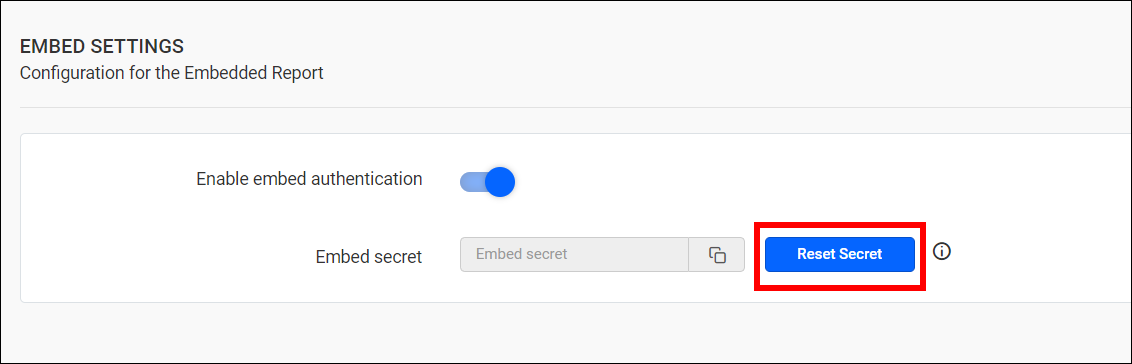 EMBED SETTINGS
Configuration for the Embedded Report
Enable embed authentication
Embed secret Embed secret Reset Secret